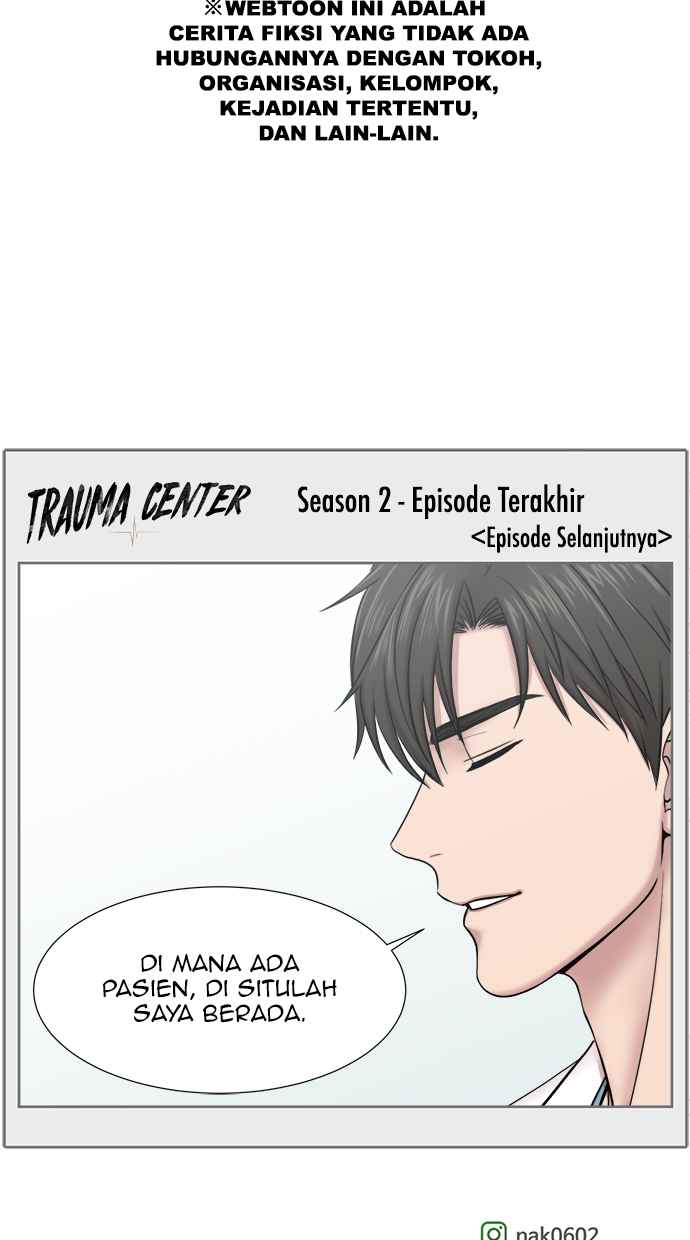 ※WEBTOON INI ADALAH
CERITA FIKSI YANG TIDAK ADA
HUBUNGANNYA DENGAN TOKOH,
ORGANISASI, KELOMPOK,
KEJADIAN TERTENTU,
DAN LAIN-LAIN.
TRAUMA CENTER
Season 2 - Episode Terakhir
<Episode Selanjutnya>
DI MANA ADA
PASIEN, DI SITULAH
SAYA BERADA.
nak0602